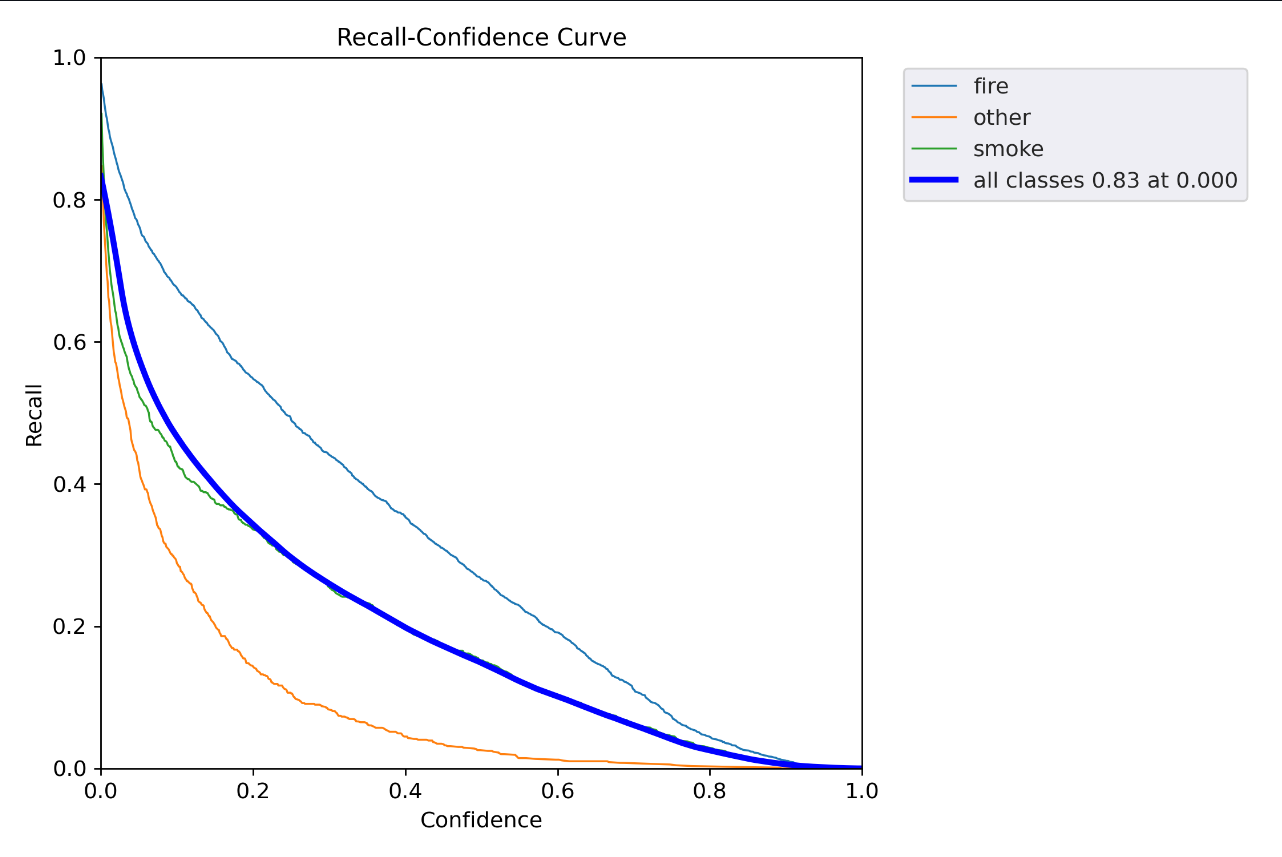 Recall-Confidence Curve
1.0
0.8
0.6
0.4
0.2
0.0
Recall
0.0 0.2 0.4 0.6 0.8 1.0
Confidence
fire
other
smoke
all classes 0.83 at 0.000